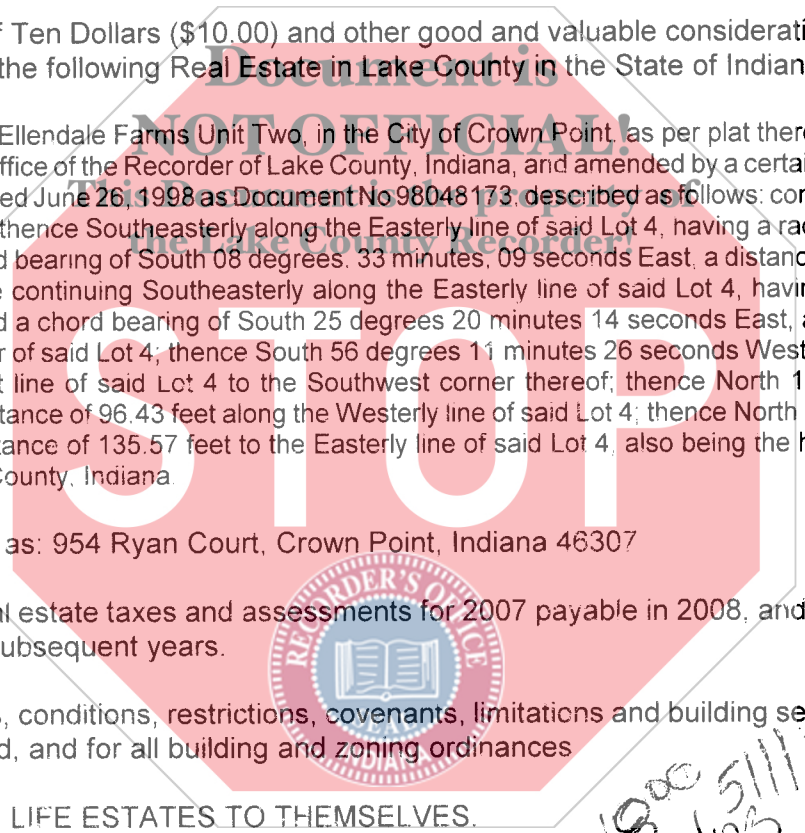 f Ten Dollars ($10.00) and other good and valuable considerati
the following Real Estate in Lake County in the State of Indian
Document is
NOT OFFICIAL!
This Document is the property of
the Lake County Recorder!
Ellendale Farms Unit Two, in the City of Crown Point, as per plat there
ffice of the Recorder of Lake County, Indiana, and amended by a certai
ed June 26, 1998 as Document No 98048173: described as follows: cor
thence Southeasterly along the Easterly line of said Lot 4, having a rad
d bearing of South 08 degrees. 33 minutes, 09 seconds East, a distanc
e continuing Southeasterly along the Easterly line of said Lot 4, havin
d a chord bearing of South 25 degrees 20 minutes 14 seconds East, a
r of said Lot 4; thence South 56 degrees 11 minutes 26 seconds West
t line of said Lot 4 to the Southwest corner thereof; thence North 1
tance of 96.43 feet along the Westerly line of said Lot 4; thence North
tance of 135.57 feet to the Easterly line of said Lot 4, also being the h
County, Indiana.
STOP
as: 954 Ryan Court, Crown Point, Indiana 46307
al estate taxes and assessments for 2007 payable in 2008, and
subsequent years.
RECORDER'S OFFICE
SEAL
INDIANA
, conditions, restrictions, covenants, limitations and building se
d, and for all building and zoning ordinances
LIFE ESTATES TO THEMSELVES.